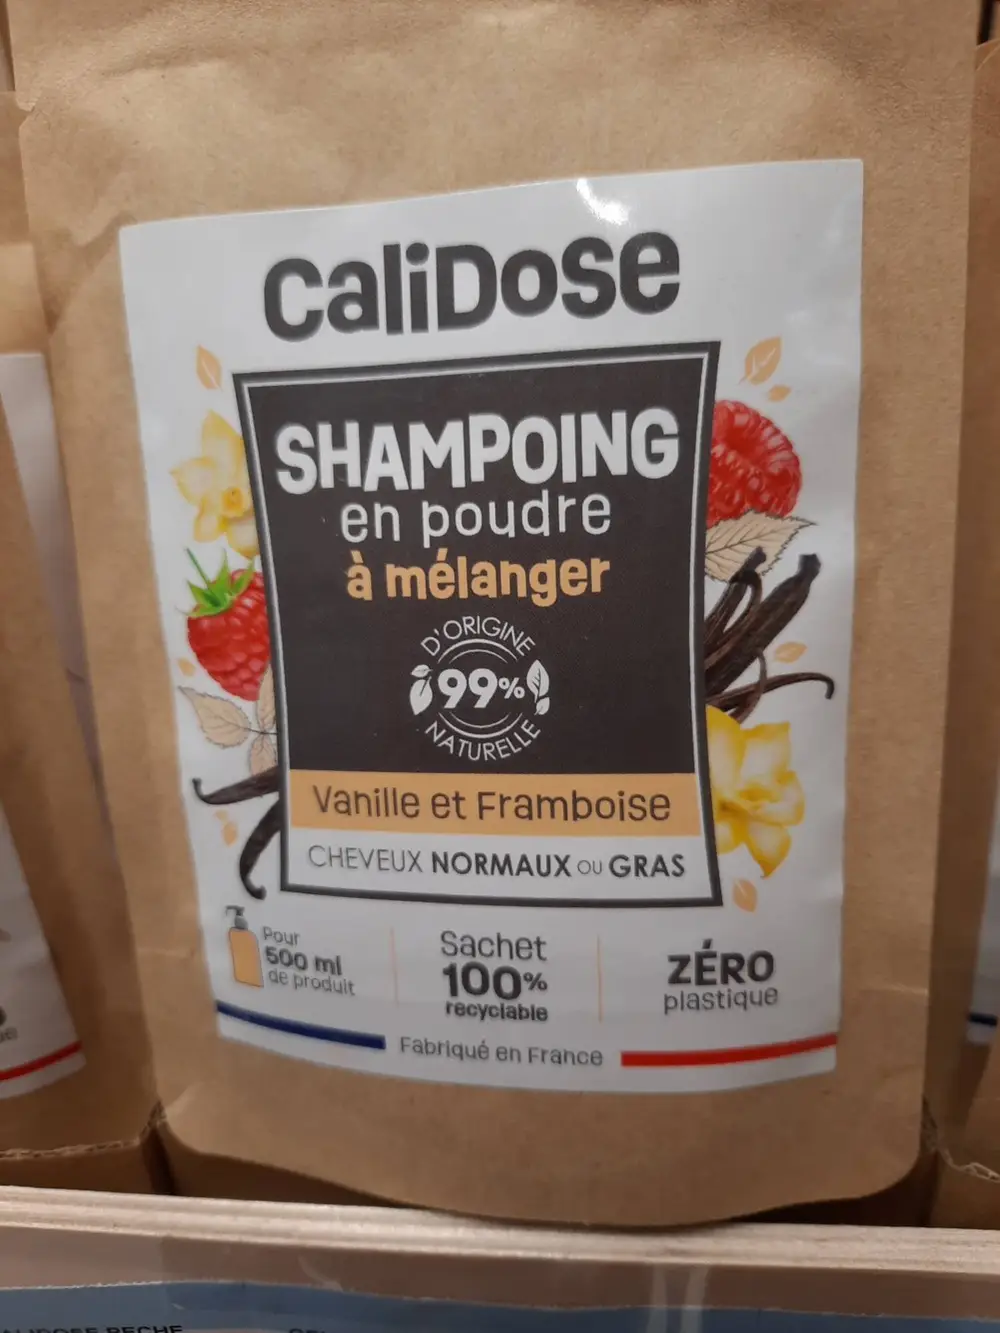 CaliDose
SHAMPOING
en poudre
à mélanger
D'ORIGINE
99%
NATURELLE
Vanille et Framboise
CHEVEUX NORMAUX OU GRAS
Pour
500 ml
de produit
Sachet
100%
recyclable
ZÉRO
plastique
Fabriqué en France